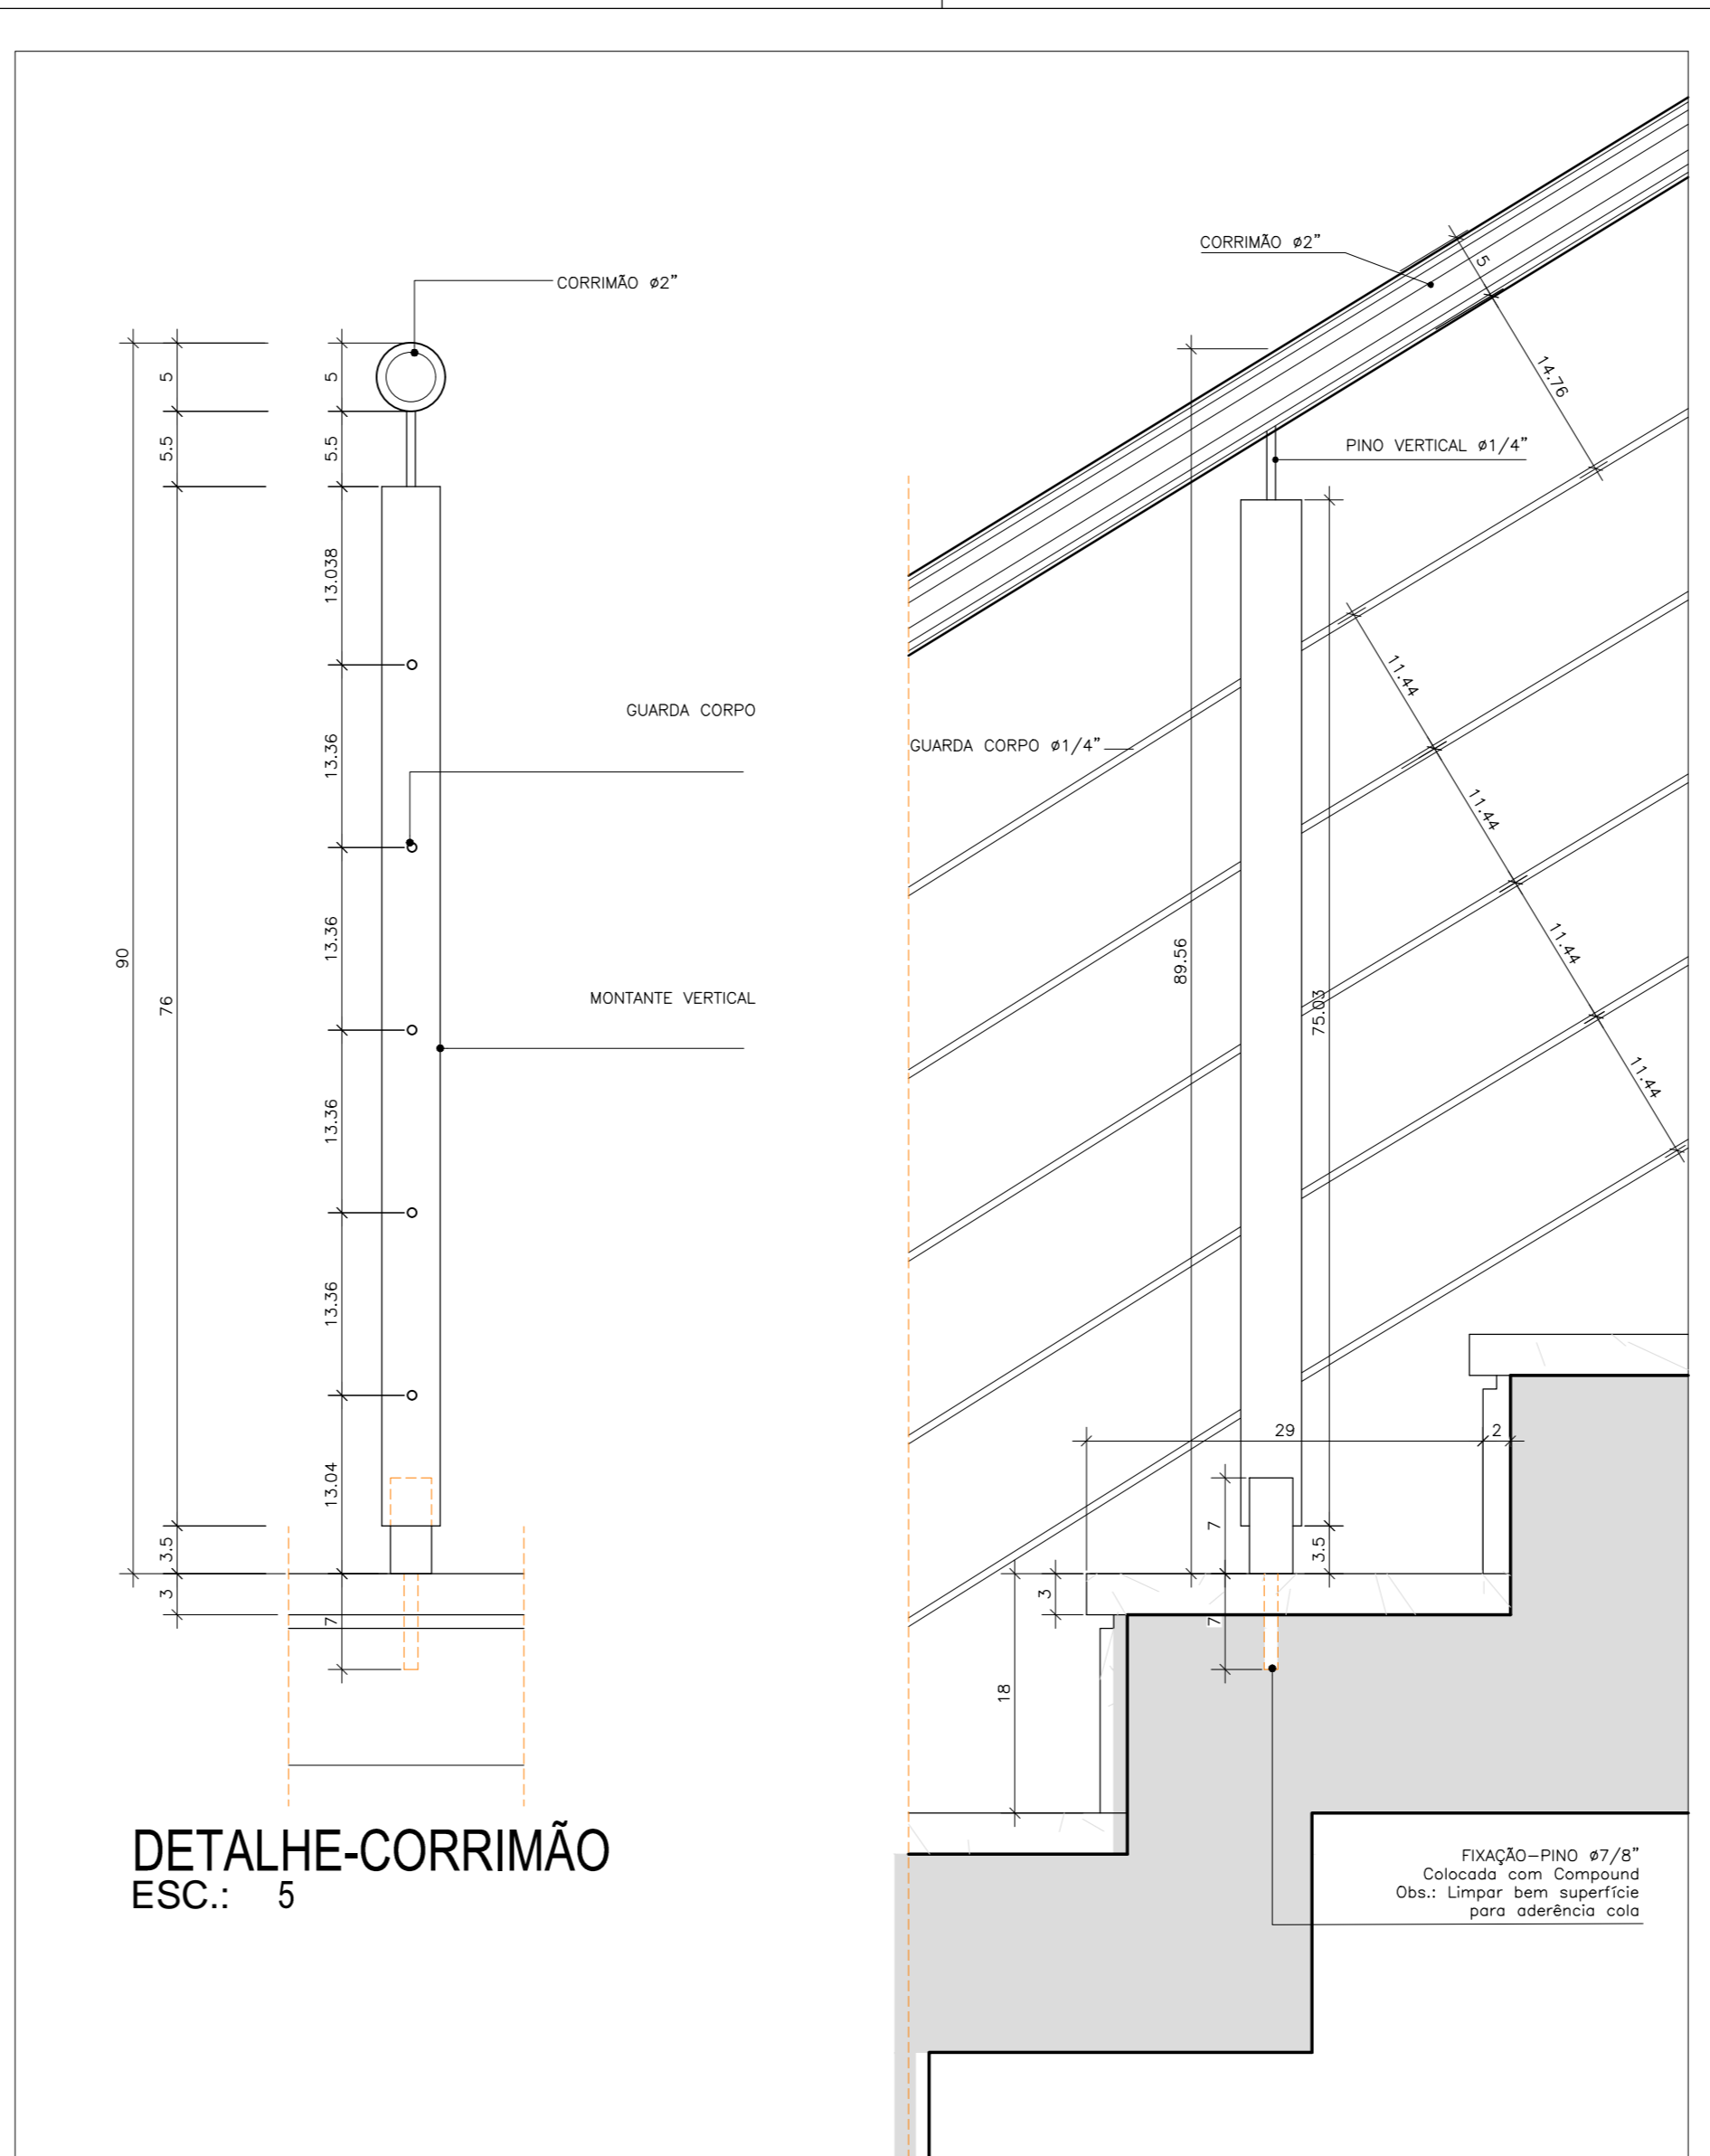 CORRIMÃO ø2"
5
5.5
76
90
3.5
3
5
5.5
13.038
13.36
13.36
13.36
13.36
13.04
7
GUARDA CORPO
MONTANTE VERTICAL
DETALHE-CORRIMÃO
ESC.: 5
CORRIMÃO ø2"
5
14.76
PINO VERTICAL ø1/4"
GUARDA CORPO ø1/4"
11.44
11.44
11.44
11.44
89.56
75.03
29
2
7
3.5
3
7
18
FIXAÇÃO-PINO ø7/8"
Colocada com Compound
Obs.: Limpar bem superfície
para aderência cola